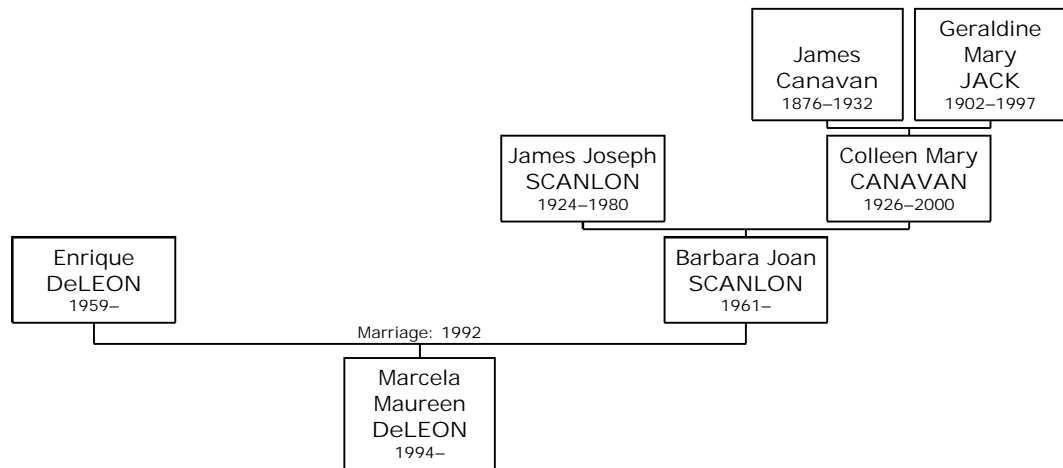 James
Canavan
1876–1932
Geraldine
Mary
JACK
1902–1997
James Joseph
SCANLON
1924–1980
Colleen Mary
CANAVAN
1926–2000
Enrique
DeLEON
1959–
Barbara Joan
SCANLON
1961–
Marriage: 1992
Marcela
Maureen
DeLEON
1994–